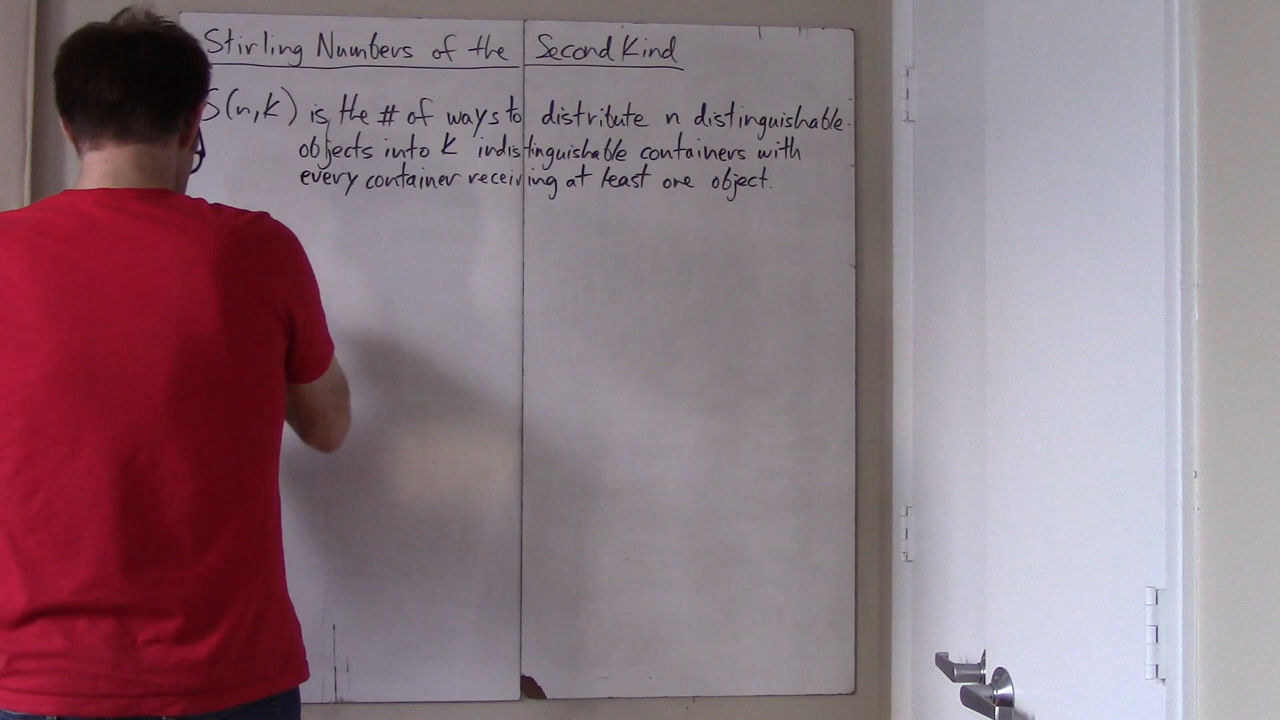 Stirling Numbers of the Second Kind
S(n,k) is the # of ways to distribute n distinguishable
objects into k indistinguishable containers with
every container receiving at least one object.